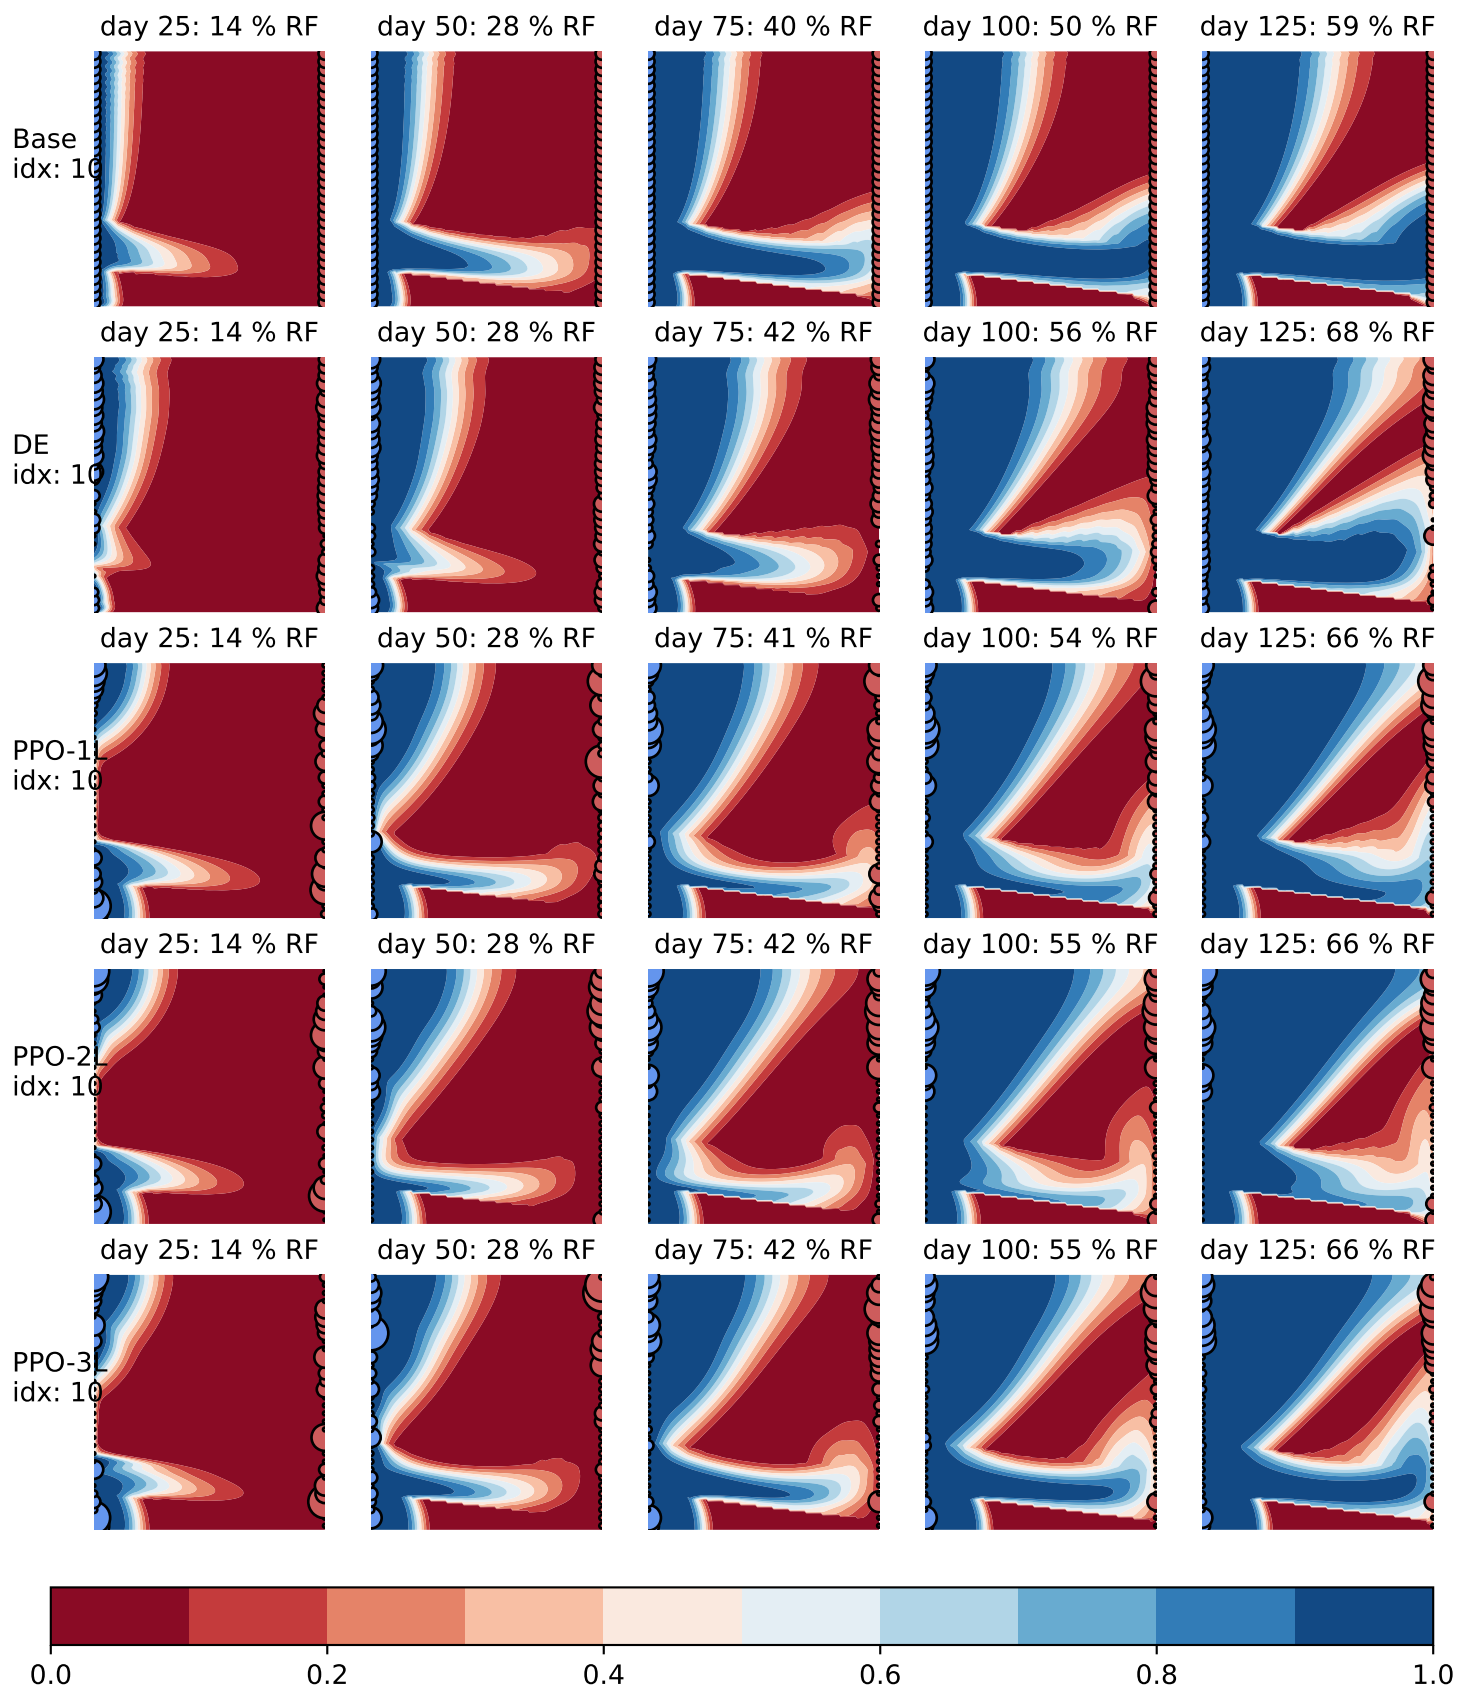 day 25: 14 % RF day 50: 28 % RF day 75: 40 % RF day 100: 50 % RF day 125: 59 % RF
Base
idx: 10
day 25: 14 % RF day 50: 28 % RF day 75: 42 % RF day 100: 56 % RF day 125: 68 % RF
DE
idx: 10
day 25: 14 % RF day 50: 28 % RF day 75: 41 % RF day 100: 54 % RF day 125: 66 % RF
PPO-1L
idx: 10
day 25: 14 % RF day 50: 28 % RF day 75: 42 % RF day 100: 55 % RF day 125: 66 % RF
PPO-2L
idx: 10
day 25: 14 % RF day 50: 28 % RF day 75: 42 % RF day 100: 55 % RF day 125: 66 % RF
PPO-3L
idx: 10
0.0 0.2 0.4 0.6 0.8 1.0